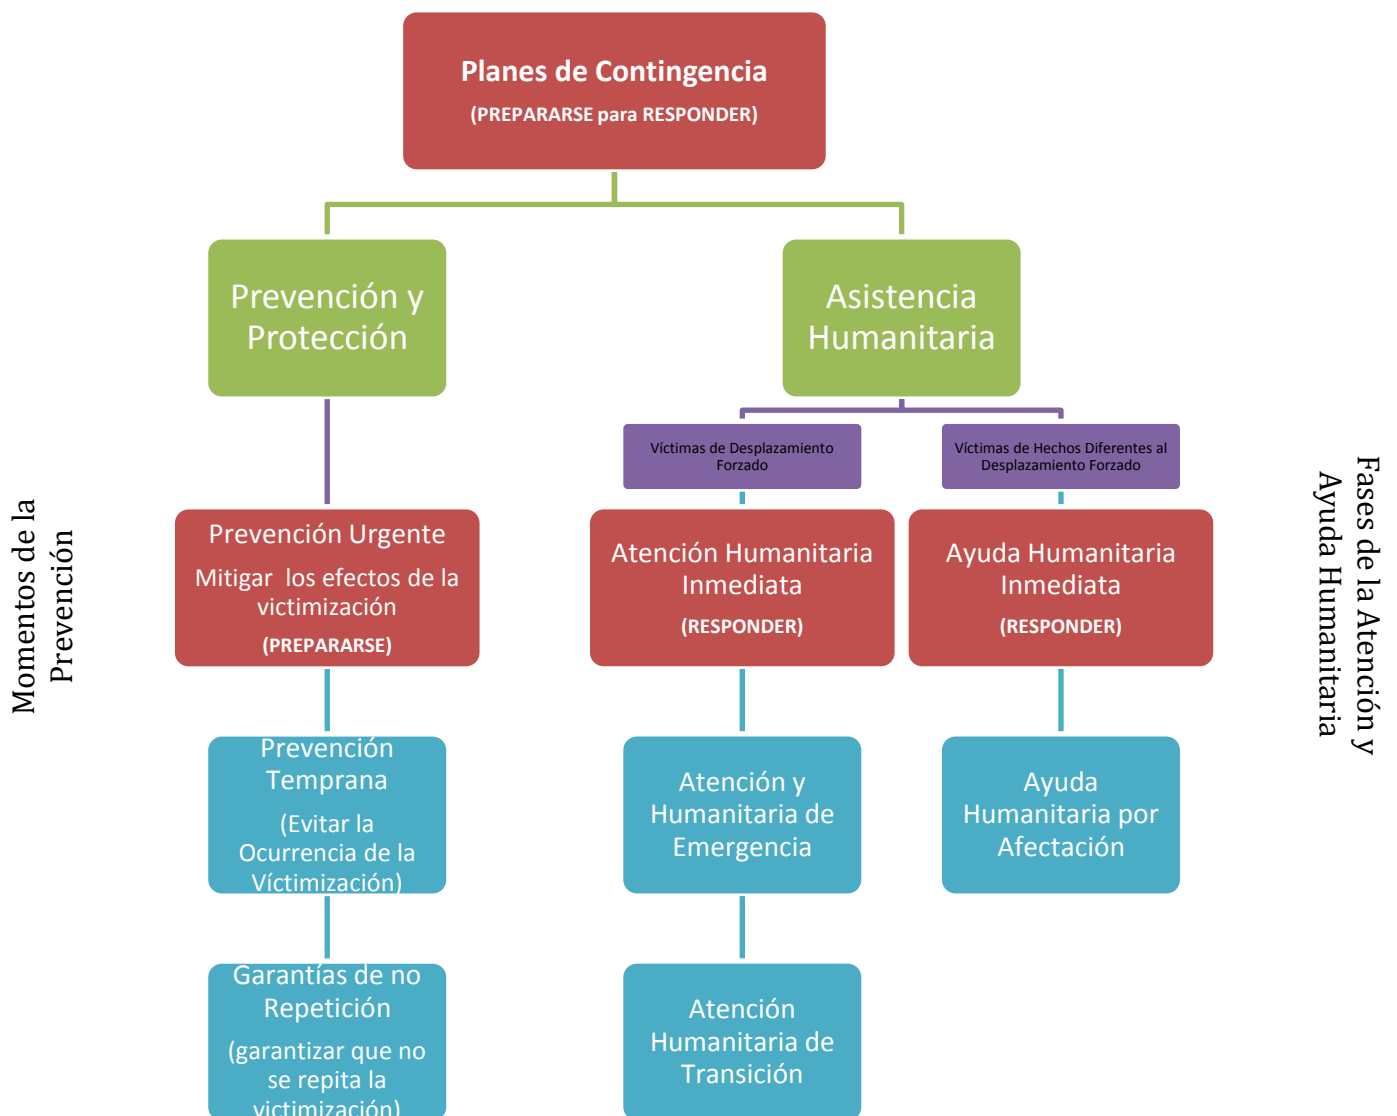 Planes de Contingencia
(PREPARARSE para RESPONDER)
Prevención y
Protección
Asistencia
Humanitaria
Víctimas de Desplazamiento
Forzado
Víctimas de Hechos Diferentes al
Desplazamiento Forzado
Momentos de la
Prevención
Prevención Urgente
Mitigar los efectos de la
victimización
(PREPARARSE)
Atención Humanitaria
Inmediata
(RESPONDER)
Ayuda Humanitaria
Inmediata
(RESPONDER)
Fases de la Atención y
Ayuda Humanitaria
Prevención
Temprana
(Evitar la
Ocurrencia de la
Víctimización)
Atención y
Humanitaria de
Emergencia
Ayuda
Humanitaria por
Afectación
Garantías de no
Repetición
(garantizar que no
se repita la
victimización)
Atención
Humanitaria de
Transición